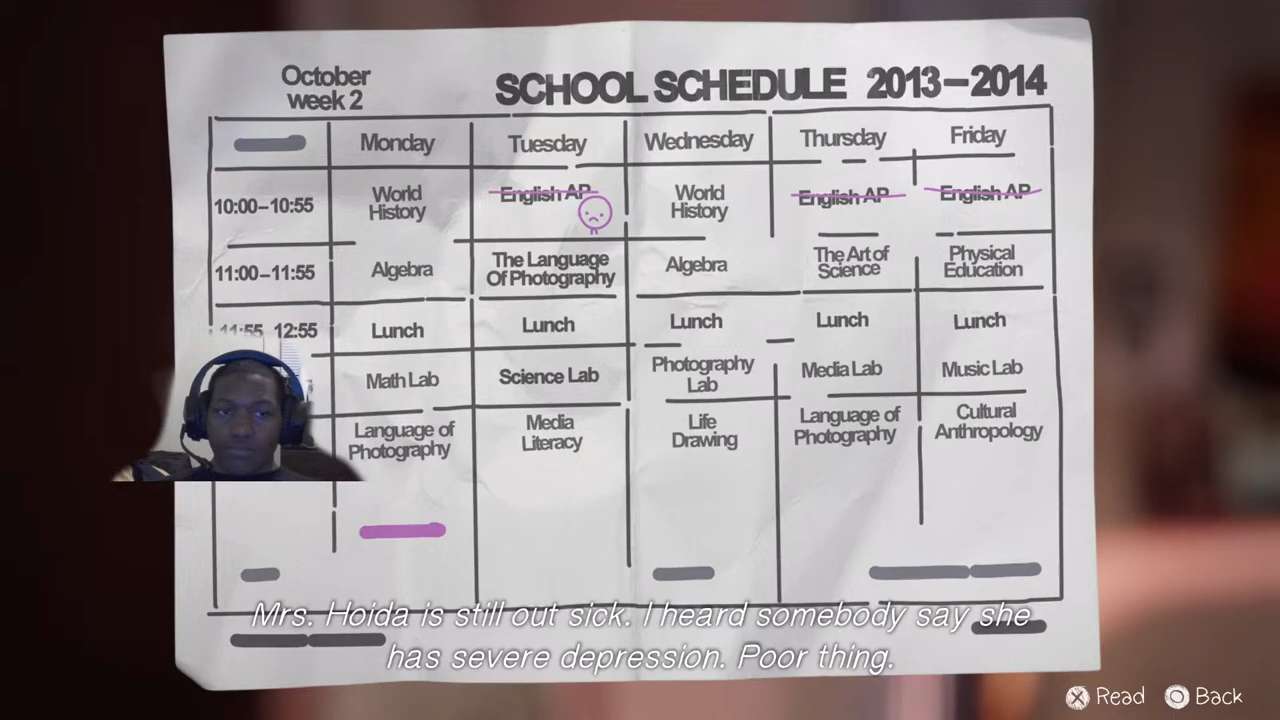 October
week 2
SCHOOL SCHEDULE 2013-2014
Monday Tuesday Wednesday Thursday Friday
10:00-10:55 World History English AP World History English AP English AP
11:00-11:55 Algebra The Language Of Photography Algebra The Art of Science Physical Education
11:55 12:55 Lunch Lunch Lunch Lunch Lunch
Math Lab Science Lab Photography Lab Media Lab Music Lab
Language of Photography Media Literacy Life Drawing Language of Photography Cultural Anthropology
Mrs. Hoida is still out sick. I heard somebody say she
has severe depression. Poor thing.
Read Back